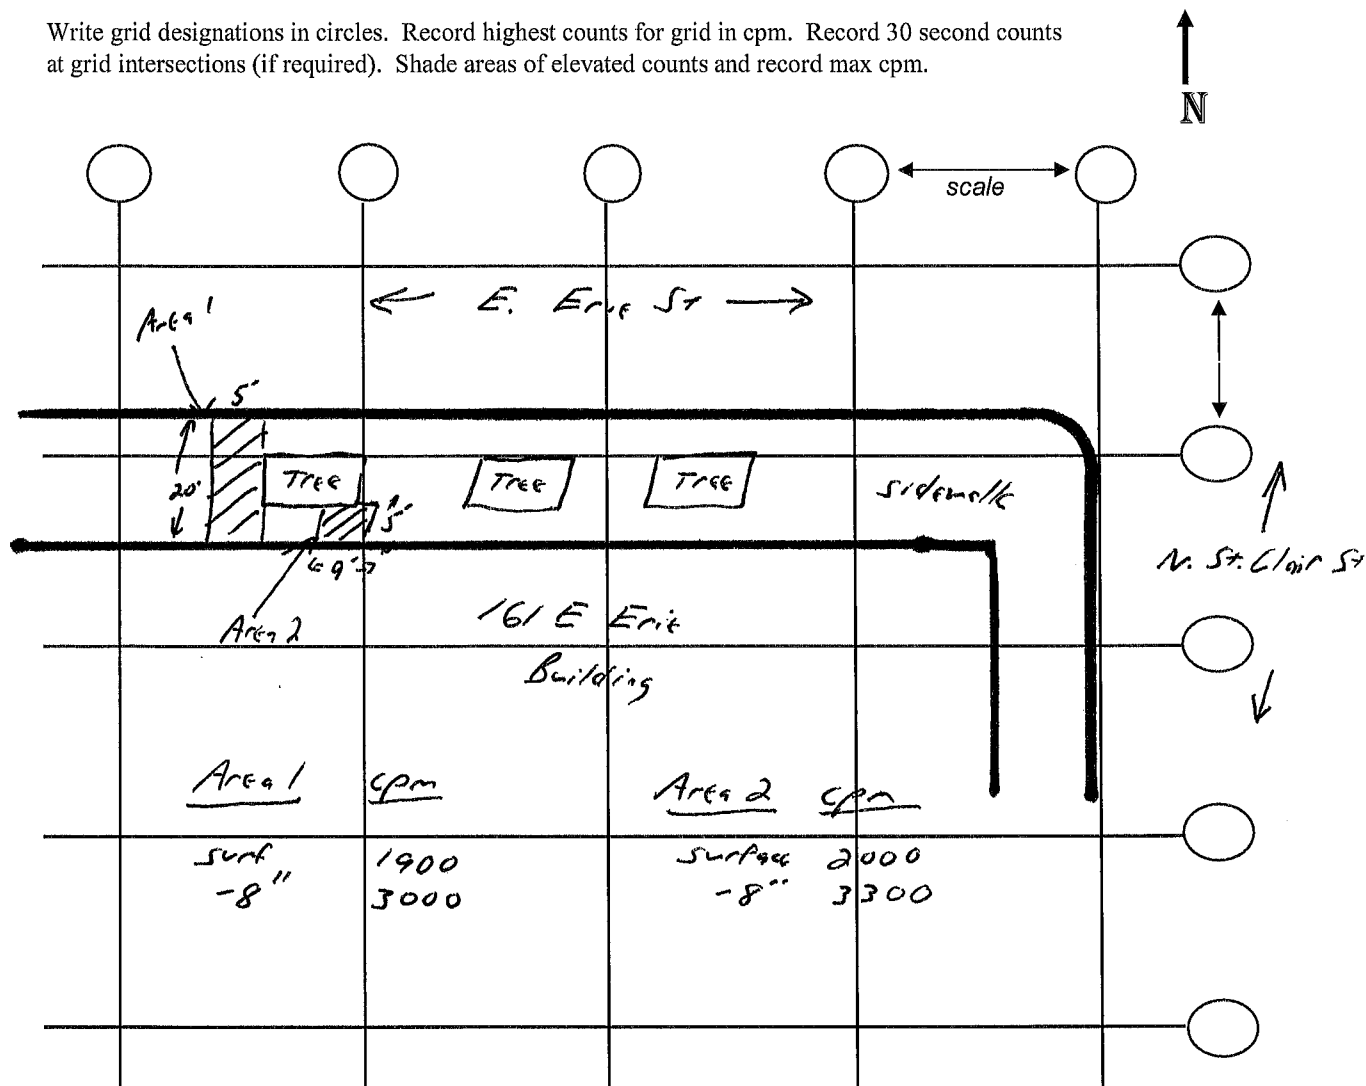 Write grid designations in circles. Record highest counts for grid in cpm. Record 30 second counts
at grid intersections (if required). Shade areas of elevated counts and record max cpm.
N
scale
E. Erie St
Area 1
5'
20'
Tree
Tree
Tree
sidewalk
5'
9'
N. St. Clair St
Area 2
161 E Erie
Building
Area 1 cpm
surf 1900
-8" 3000
Area 2 cpm
surface 2000
-8" 3300